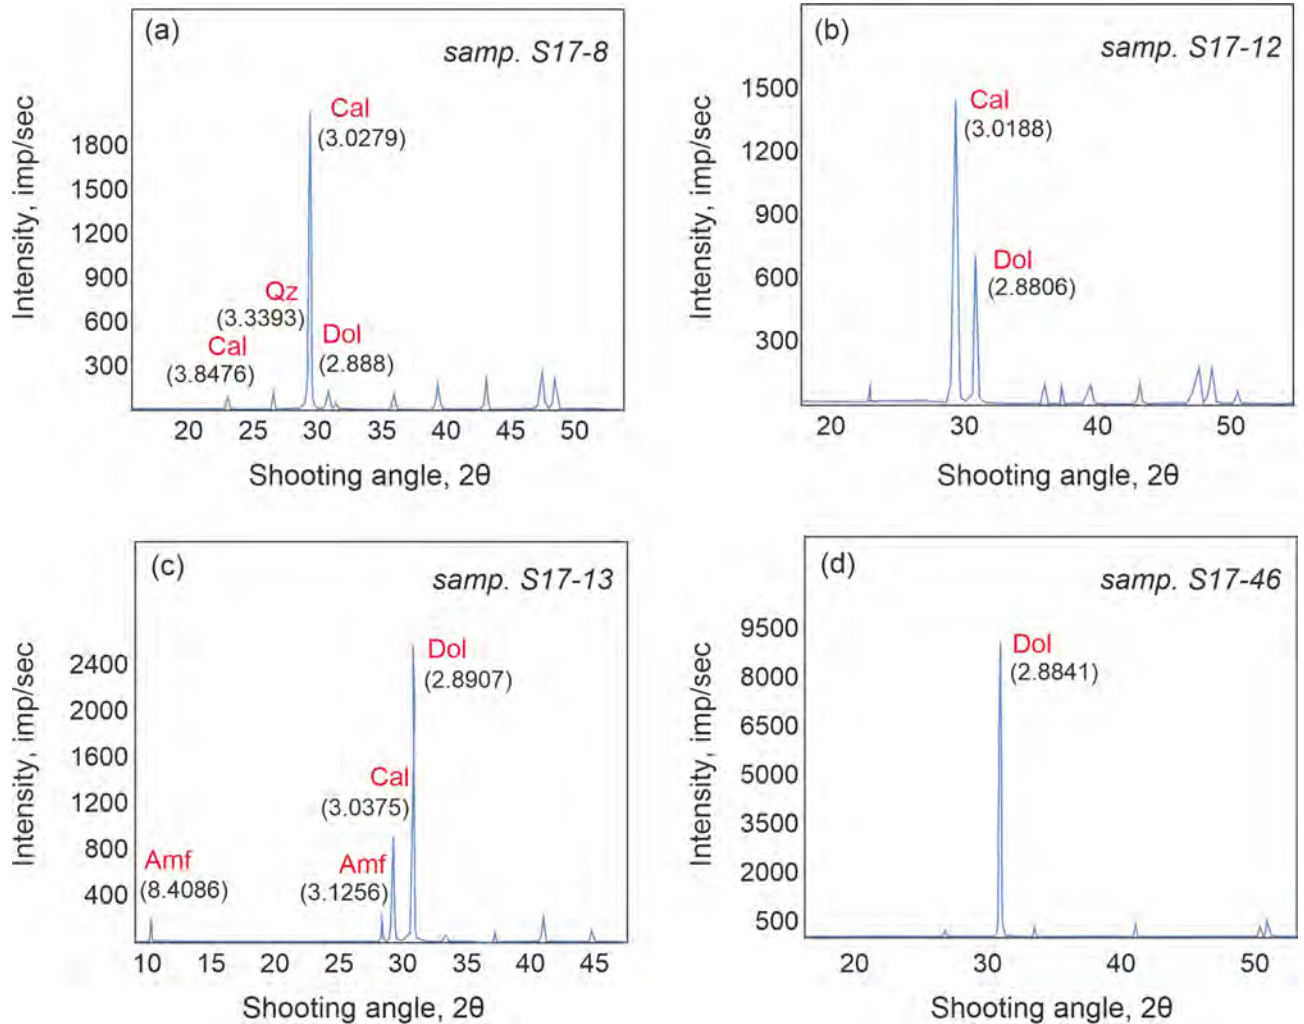 (a)
samp. S17-8
Intensity, imp/sec
1800
1500
1200
900
600
300
Cal
(3.0279)
Qz
(3.3393)
Cal
(3.8476)
Dol
(2.888)
20 25 30 35 40 45 50
Shooting angle, 2θ
(b)
samp. S17-12
Intensity, imp/sec
1500
1200
900
600
300
Cal
(3.0188)
Dol
(2.8806)
20 30 40 50
Shooting angle, 2θ
(c)
samp. S17-13
Intensity, imp/sec
2400
2000
1600
1200
800
400
Dol
(2.8907)
Cal
(3.0375)
Amf
(8.4086)
Amf
(3.1256)
10 15 20 25 30 35 40 45
Shooting angle, 2θ
(d)
samp. S17-46
Intensity, imp/sec
9500
8000
6500
5000
3500
2000
500
Dol
(2.8841)
20 30 40 50
Shooting angle, 2θ